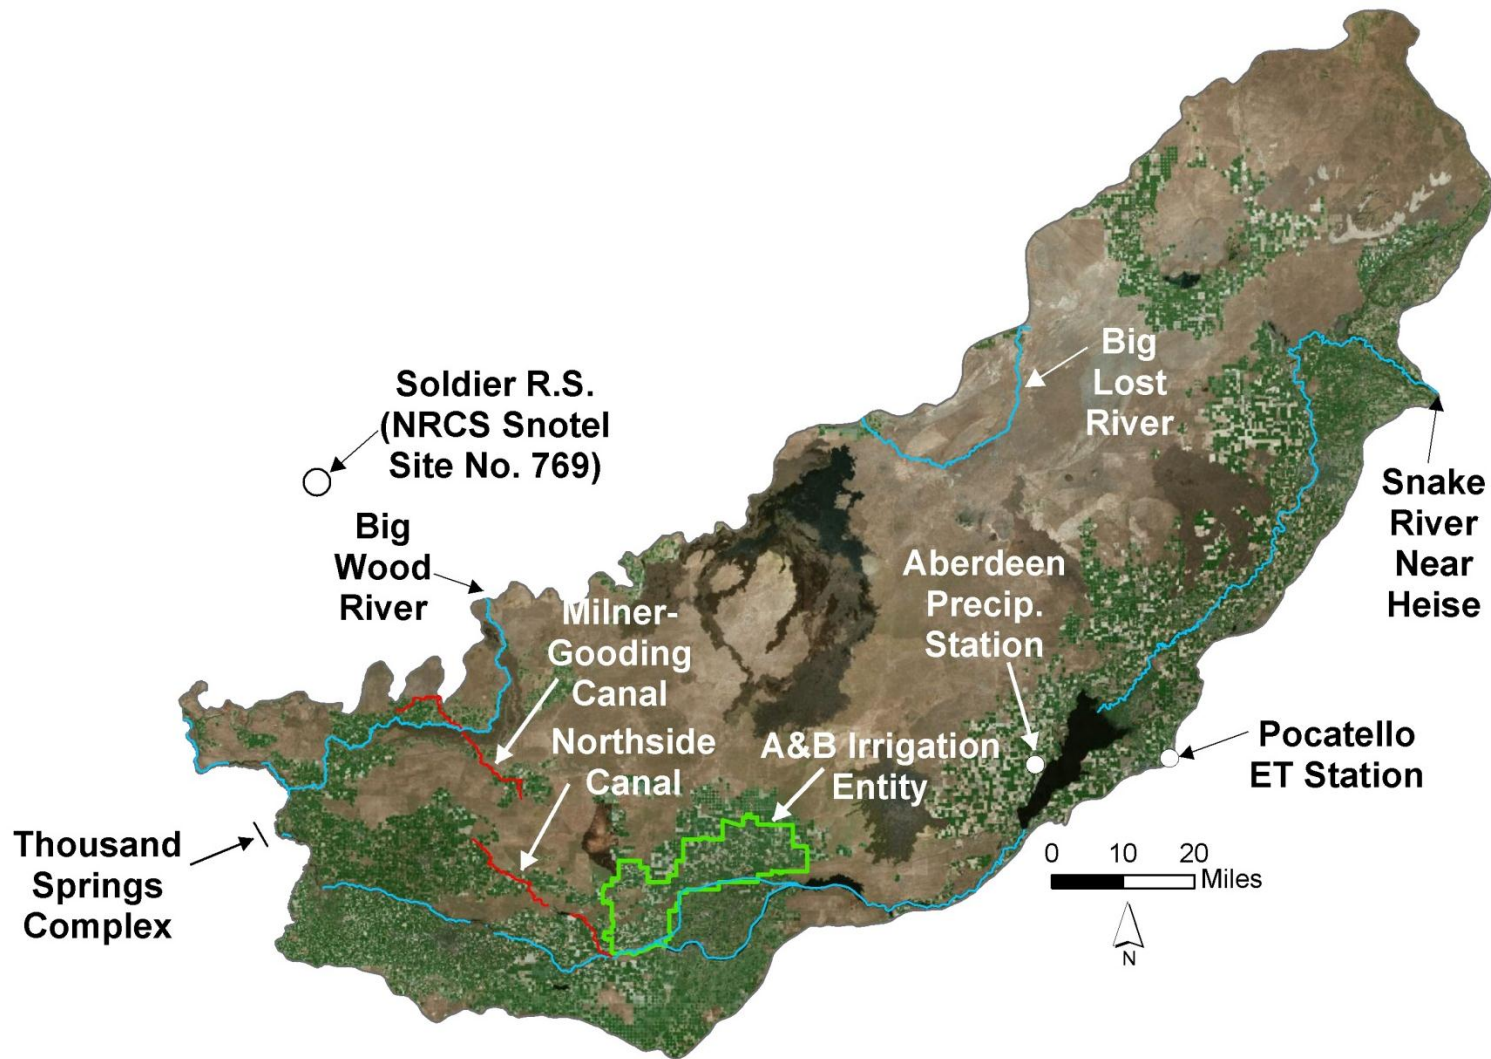 Big
Lost
River
Soldier R.S.
(NRCS Snotel
Site No. 769)
Snake
River
Near
Heise
Big
Wood
River
Aberdeen
Precip.
Station
Milner-
Gooding
Canal
Northside
Canal
A&B Irrigation
Entity
Pocatello
ET Station
Thousand
Springs
Complex
0 10 20
Miles
N